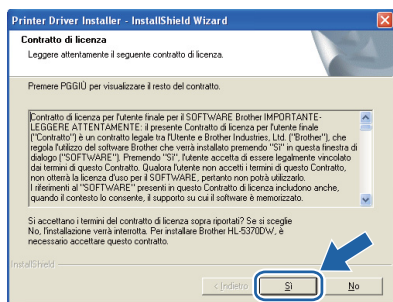 Printer Driver Installer - InstallShield Wizard
Contratto di licenza
Leggere attentamente il seguente contratto di licenza.
Premere PGGIÙ per visualizzare il resto del contratto.
Contratto di licenza per l'utente finale per il SOFTWARE Brother IMPORTANTE-
LEGGERE ATTENTAMENTE: il presente Contratto di licenza per l'utente finale
("Contratto") è un contratto legale tra l'Utente e Brother Industries, Ltd. ("Brother"), che
regola l'utilizzo del software Brother che verrà installato premendo "Sì" in questa finestra di
dialogo ("SOFTWARE"). Premendo "Sì", l'utente accetta di essere legalmente vincolato
dai termini di questo Contratto. Qualora l'utente non accetti i termini di questo Contratto,
non otterrà la licenza d'uso per il SOFTWARE, pertanto non potrà utilizzarlo.
I riferimenti al "SOFTWARE" presenti in questo Contratto di licenza includono anche,
quando il contesto lo consente, il supporto su cui il software è memorizzato.
Si accettano i termini del contratto di licenza sopra riportati? Se si sceglie
No, l'installazione verrà interrotta. Per installare Brother HL-5370DW, è
necessario accettare questo contratto.
InstallShield
< Indietro
Sì
No